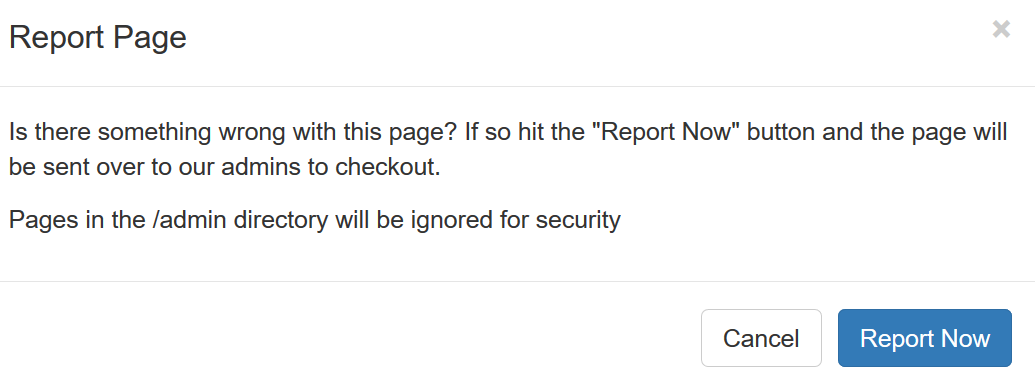 Report Page
×
Is there something wrong with this page? If so hit the "Report Now" button and the page will
be sent over to our admins to checkout.
Pages in the /admin directory will be ignored for security
Cancel
Report Now